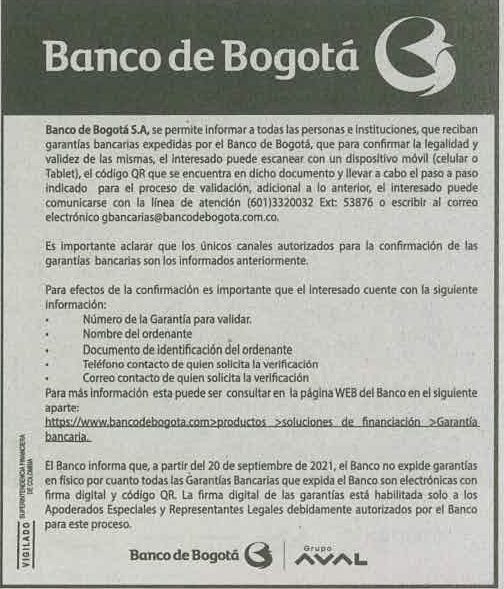 Banco de Bogotá
Banco de Bogotá S.A, se permite informar a todas las personas e instituciones, que reciban
garantías bancarias expedidas por el Banco de Bogotá, que para confirmar la legalidad y
validez de las mismas, el interesado puede escanear con un dispositivo móvil (celular o
Tablet), el código QR que se encuentra en dicho documento y llevar a cabo el paso a paso
indicado para el proceso de validación, adicional a lo anterior, el interesado puede
comunicarse con la línea de atención (601)3320032 Ext: 53876 o escribir al correo
electrónico gbancarias@bancodebogota.com.co.
Es importante aclarar que los únicos canales autorizados para la confirmación de las
garantías bancarias son los informados anteriormente.
Para efectos de la confirmación es importante que el interesado cuente con la siguiente
información:
• Número de la Garantía para validar.
• Nombre del ordenante
• Documento de identificación del ordenante
• Teléfono contacto de quien solicita la verificación
• Correo contacto de quien solicita la verificación
Para más información esta puede ser consultar en la página WEB del Banco en el siguiente
aparte:
https://www.bancodebogota.com>productos >soluciones de financiación >Garantía
bancaria.
El Banco informa que, a partir del 20 de septiembre de 2021, el Banco no expide garantías
en físico por cuanto todas las Garantías Bancarias que expida el Banco son electrónicas con
firma digital y código QR. La firma digital de las garantías está habilitada solo a los
Apoderados Especiales y Representantes Legales debidamente autorizados por el Banco
para este proceso.
VIGILADO SUPERINTENDENCIA FINANCIERA
DE COLOMBIA
Banco de Bogotá Grupo
AVAL